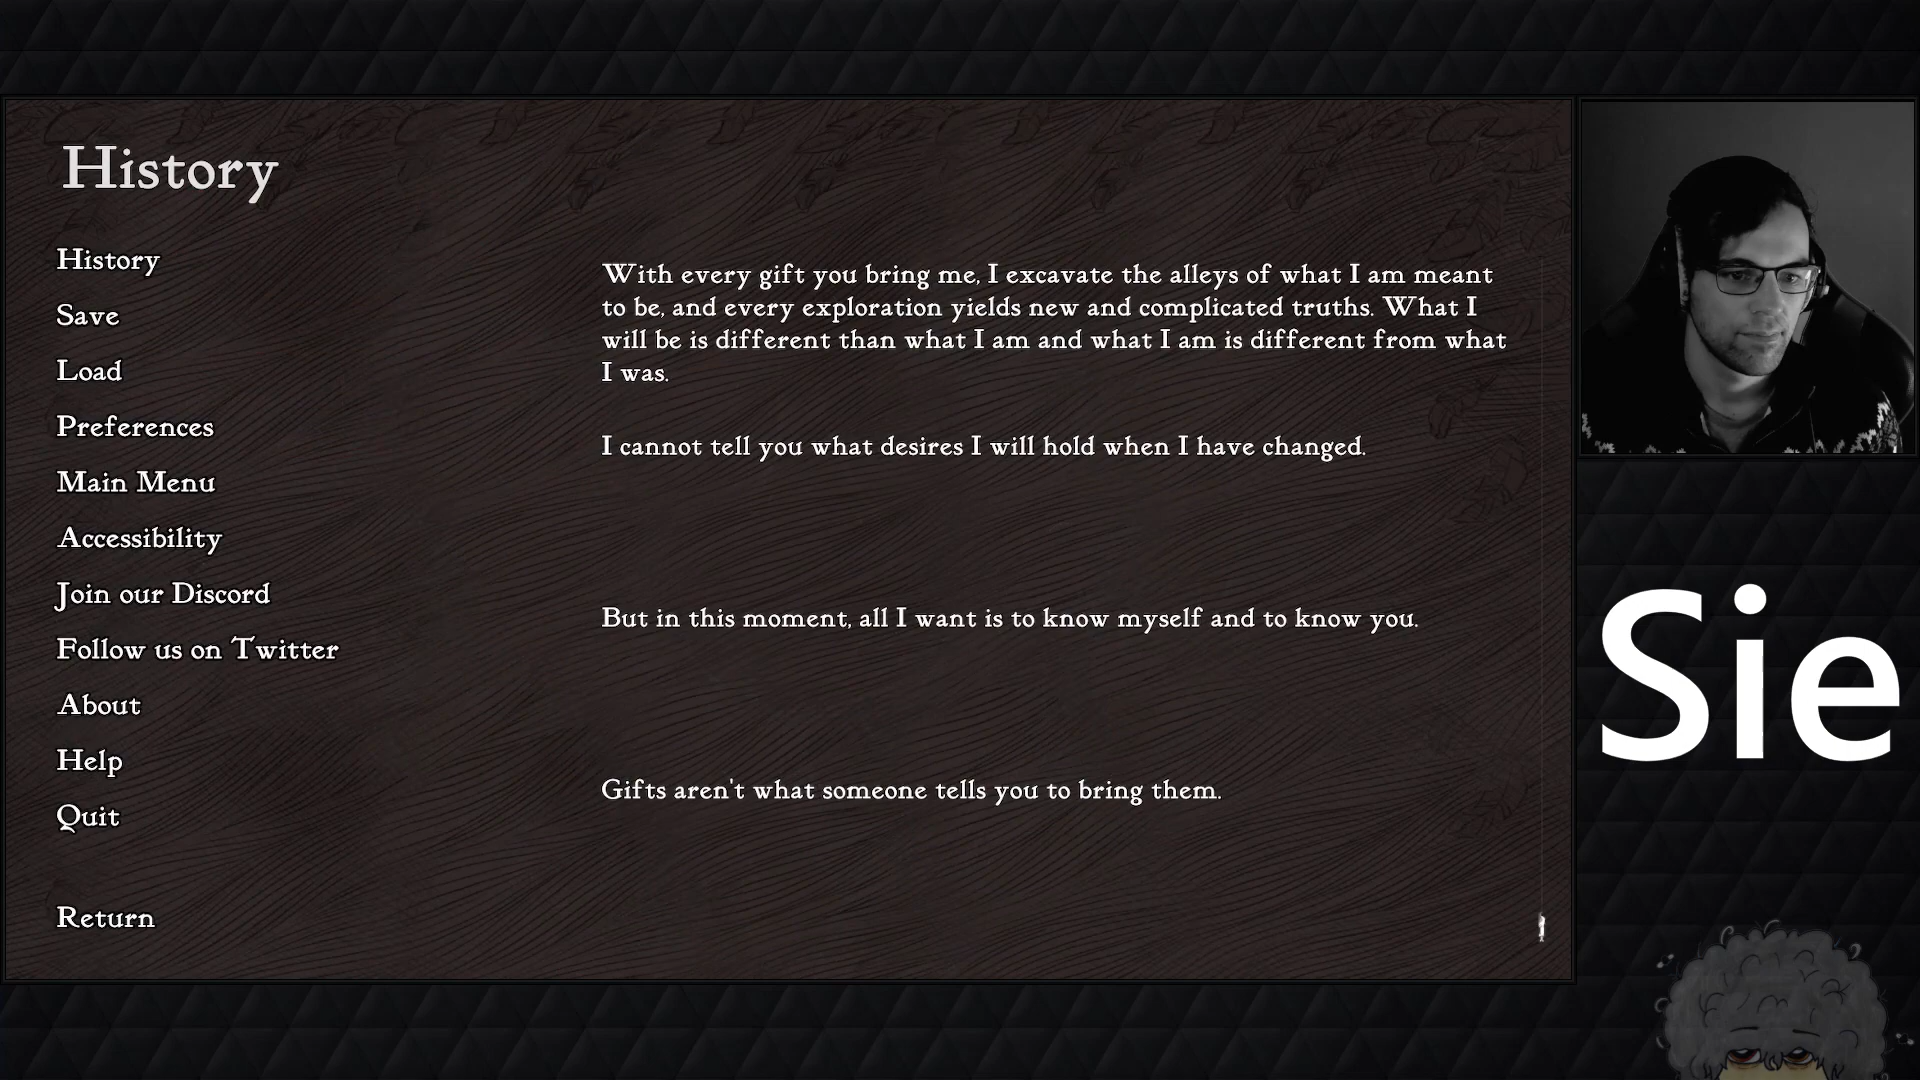 History
History
Save
Load
Preferences
Main Menu
Accessibility
Join our Discord
Follow us on Twitter
About
Help
Quit
Return
With every gift you bring me, I excavate the alleys of what I am meant
to be, and every exploration yields new and complicated truths. What I
will be is different than what I am and what I am is different from what
I was.
I cannot tell you what desires I will hold when I have changed.
But in this moment, all I want is to know myself and to know you.
Gifts aren't what someone tells you to bring them.
Sie